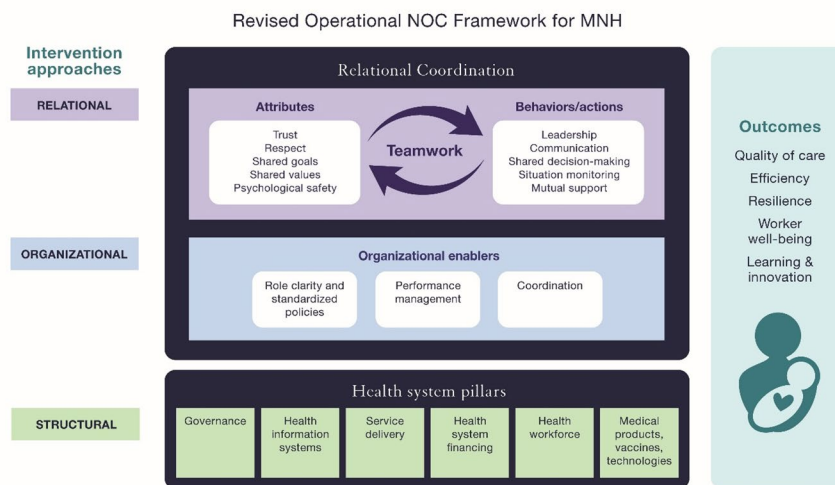 Revised Operational NOC Framework for MNH
Intervention
approaches
RELATIONAL
ORGANIZATIONAL
STRUCTURAL
Relational Coordination
Attributes
Trust
Respect
Shared goals
Shared values
Psychological safety
Teamwork
Behaviors/actions
Leadership
Communication
Shared decision-making
Situation monitoring
Mutual support
Organizational enablers
Role clarity and
standardized
policies
Performance
management
Coordination
Health system pillars
Governance
Health
information
systems
Service
delivery
Health
system
financing
Health
workforce
Medical
products,
vaccines,
technologies
Outcomes
Quality of care
Efficiency
Resilience
Worker
well-being
Learning &
innovation